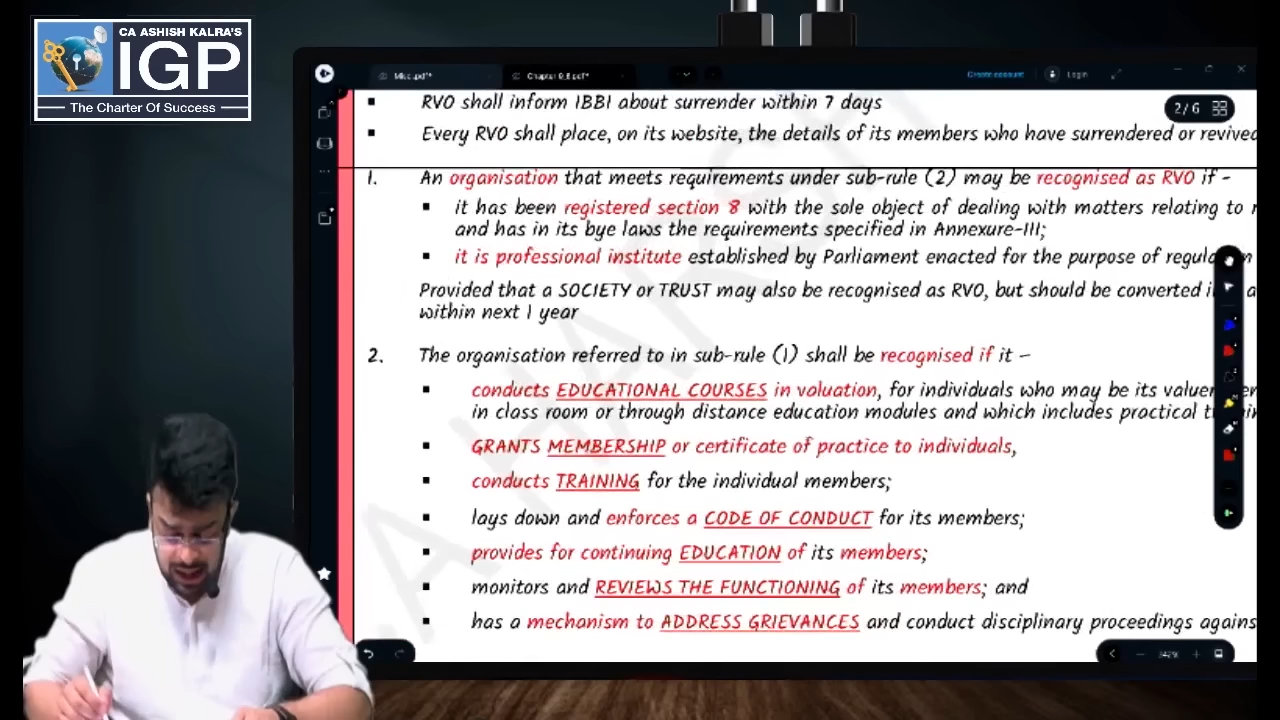 CA ASHISH KALRA'S
IGP
The Charter Of Success
Misc.pdf*
Chapter 9_8.pdf*
Create account
Login
2/6
▪ RVO shall inform IBBI about surrender within 7 days
▪ Every RVO shall place, on its website, the details of its members who have surrendered or revived
1. An organisation that meets requirements under sub-rule (2) may be recognised as RVO if -
▪ it has been registered section 8 with the sole object of dealing with matters relating to
and has in its bye laws the requirements specified in Annexure-III;
▪ it is professional institute established by Parliament enacted for the purpose of
Provided that a SOCIETY or TRUST may also be recognised as RVO, but should be converted
within next 1 year
2. The organisation referred to in sub-rule (1) shall be recognised if it -
▪ conducts EDUCATIONAL COURSES in valuation, for individuals who may be its valuer
in class room or through distance education modules and which includes practical
▪ GRANTS MEMBERSHIP or certificate of practice to individuals,
▪ conducts TRAINING for the individual members;
▪ lays down and enforces a CODE OF CONDUCT for its members;
▪ provides for continuing EDUCATION of its members;
▪ monitors and REVIEWS THE FUNCTIONING of its members; and
▪ has a mechanism to ADDRESS GRIEVANCES and conduct disciplinary proceedings